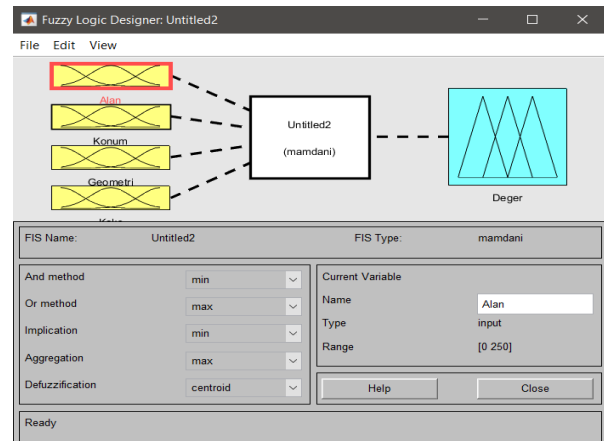 Fuzzy Logic Designer: Untitled2
File Edit View
Alan
Konum
Geometri
Untitled2
(mamdani)
Deger
FIS Name: Untitled2 FIS Type: mamdani
And method min
Or method max
Implication min
Aggregation max
Defuzzification centroid
Current Variable
Name Alan
Type input
Range [0 250]
Help Close
Ready